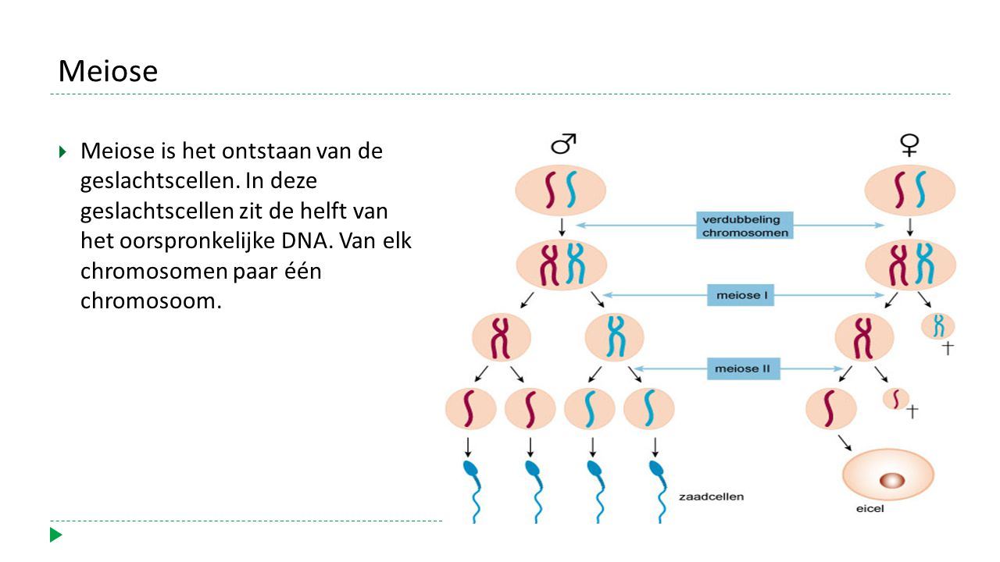 Meiose
Meiose is het ontstaan van de
geslachtscellen. In deze
geslachtscellen zit de helft van
het oorspronkelijke DNA. Van elk
chromosomen paar één
chromosoom.
♂
♀
verdubbeling
chromosomen
meiose I
meiose II
zaadcellen
eicel